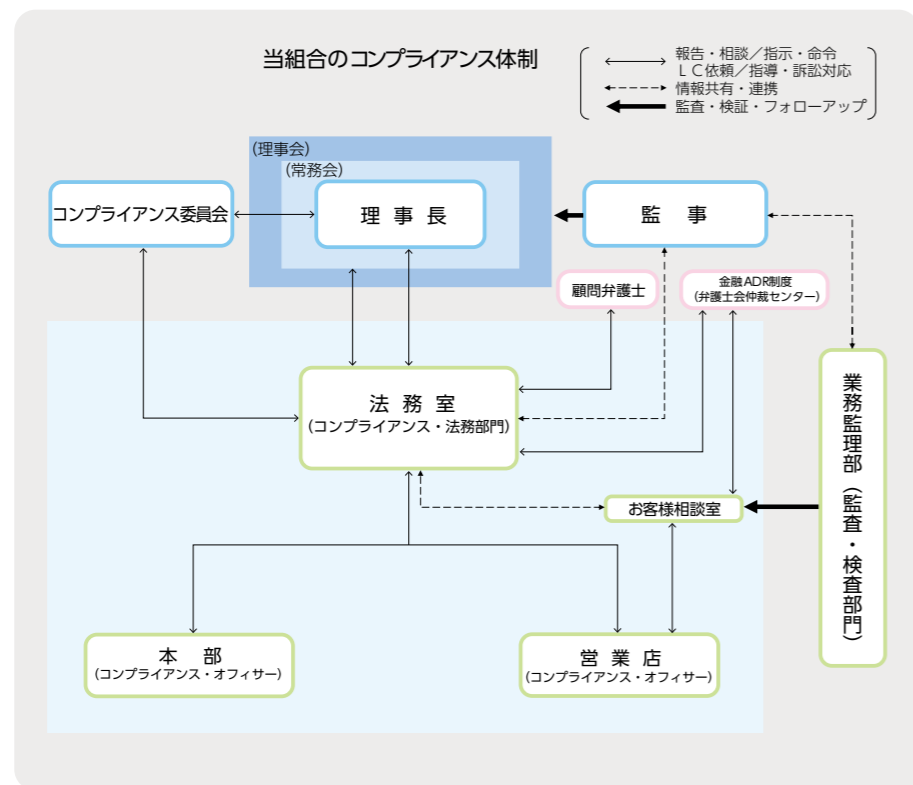 当組合のコンプライアンス体制
報告・相談／指示・命令
ＬＣ依頼／指導・訴訟対応
情報共有・連携
監査・検証・フォローアップ
(理事会)
(常務会)
コンプライアンス委員会
理事長
監事
顧問弁護士
金融ADR制度
(弁護士会仲裁センター)
法務室
(コンプライアンス・法務部門)
業務監理部（監査・検査部門）
お客様相談室
本部
(コンプライアンス・オフィサー)
営業店
(コンプライアンス・オフィサー)